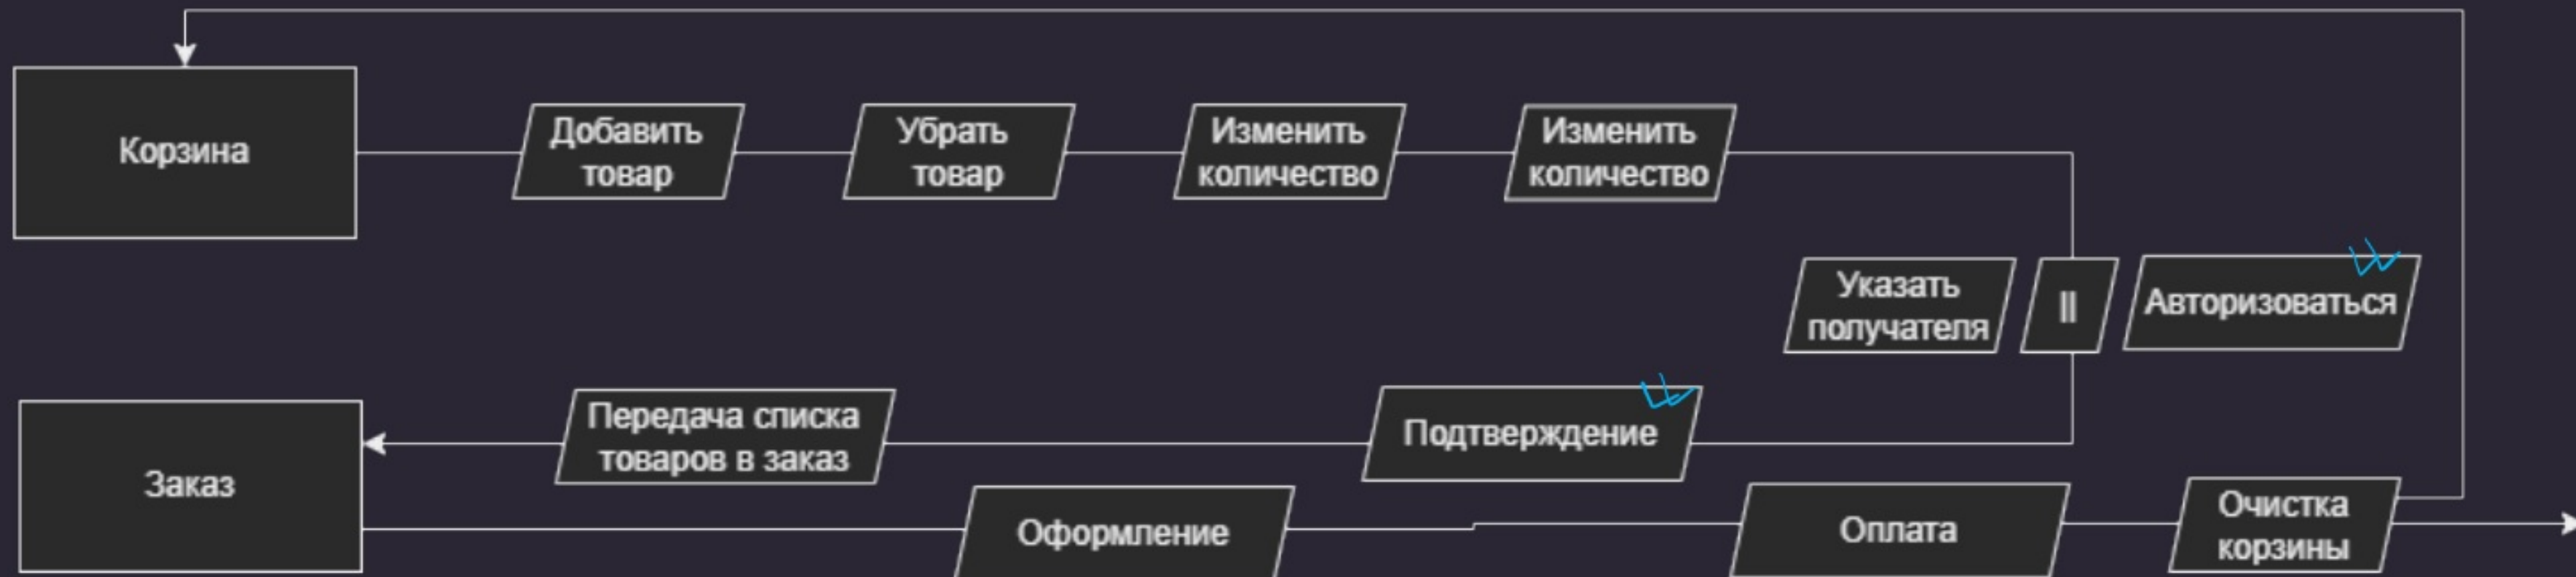 Корзина
Добавить
товар
Убрать
товар
Изменить
количество
Изменить
количество
Указать
получателя
||
Авторизоваться
Подтверждение
Передача списка
товаров в заказ
Заказ
Оформление
Оплата
Очистка
корзины